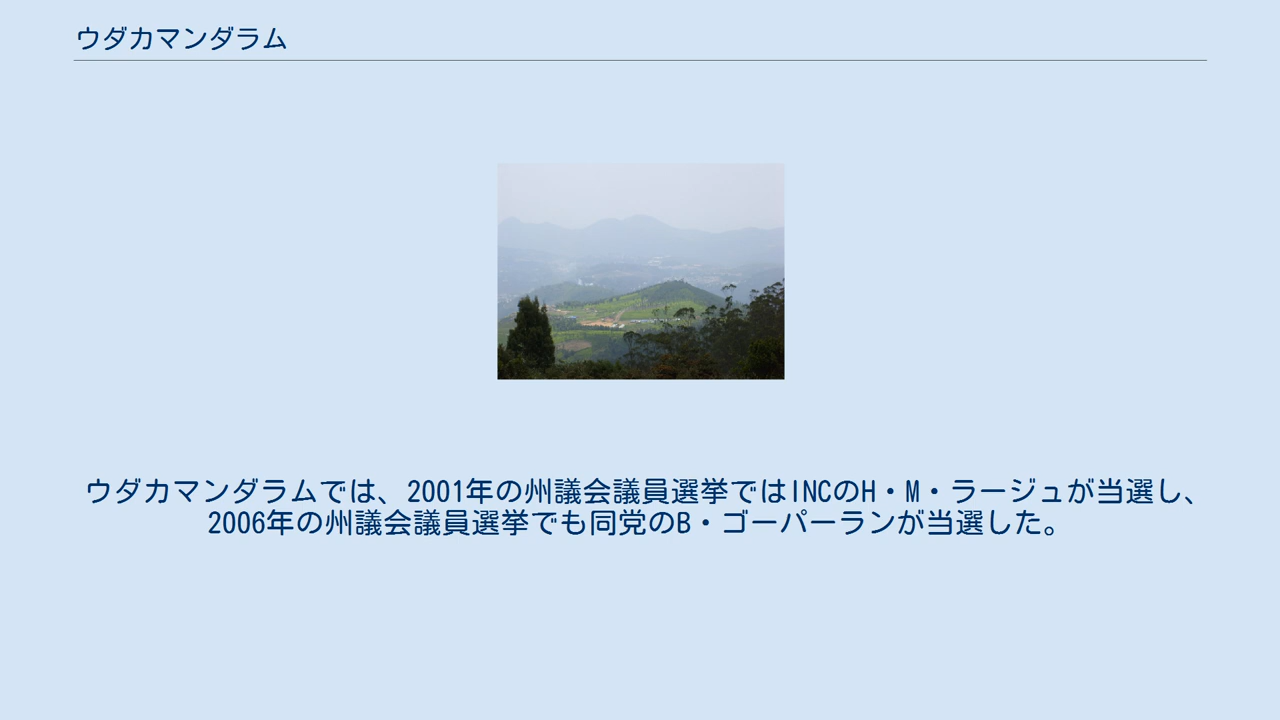 ウダカマンダラム
ウダカマンダラムでは、2001年の州議会議員選挙ではINCのH・M・ラージュが当選し、
2006年の州議会議員選挙でも同党のB・ゴーパーランが当選した。